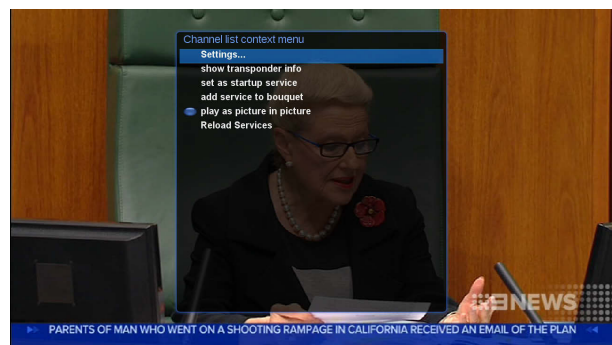 Channel list context menu
Settings...
show transponder info
set as startup service
add service to bouquet
play as picture in picture
Reload Services
9NEWS
PARENTS OF MAN WHO WENT ON A SHOOTING RAMPAGE IN CALIFORNIA RECEIVED AN EMAIL OF THE PLAN